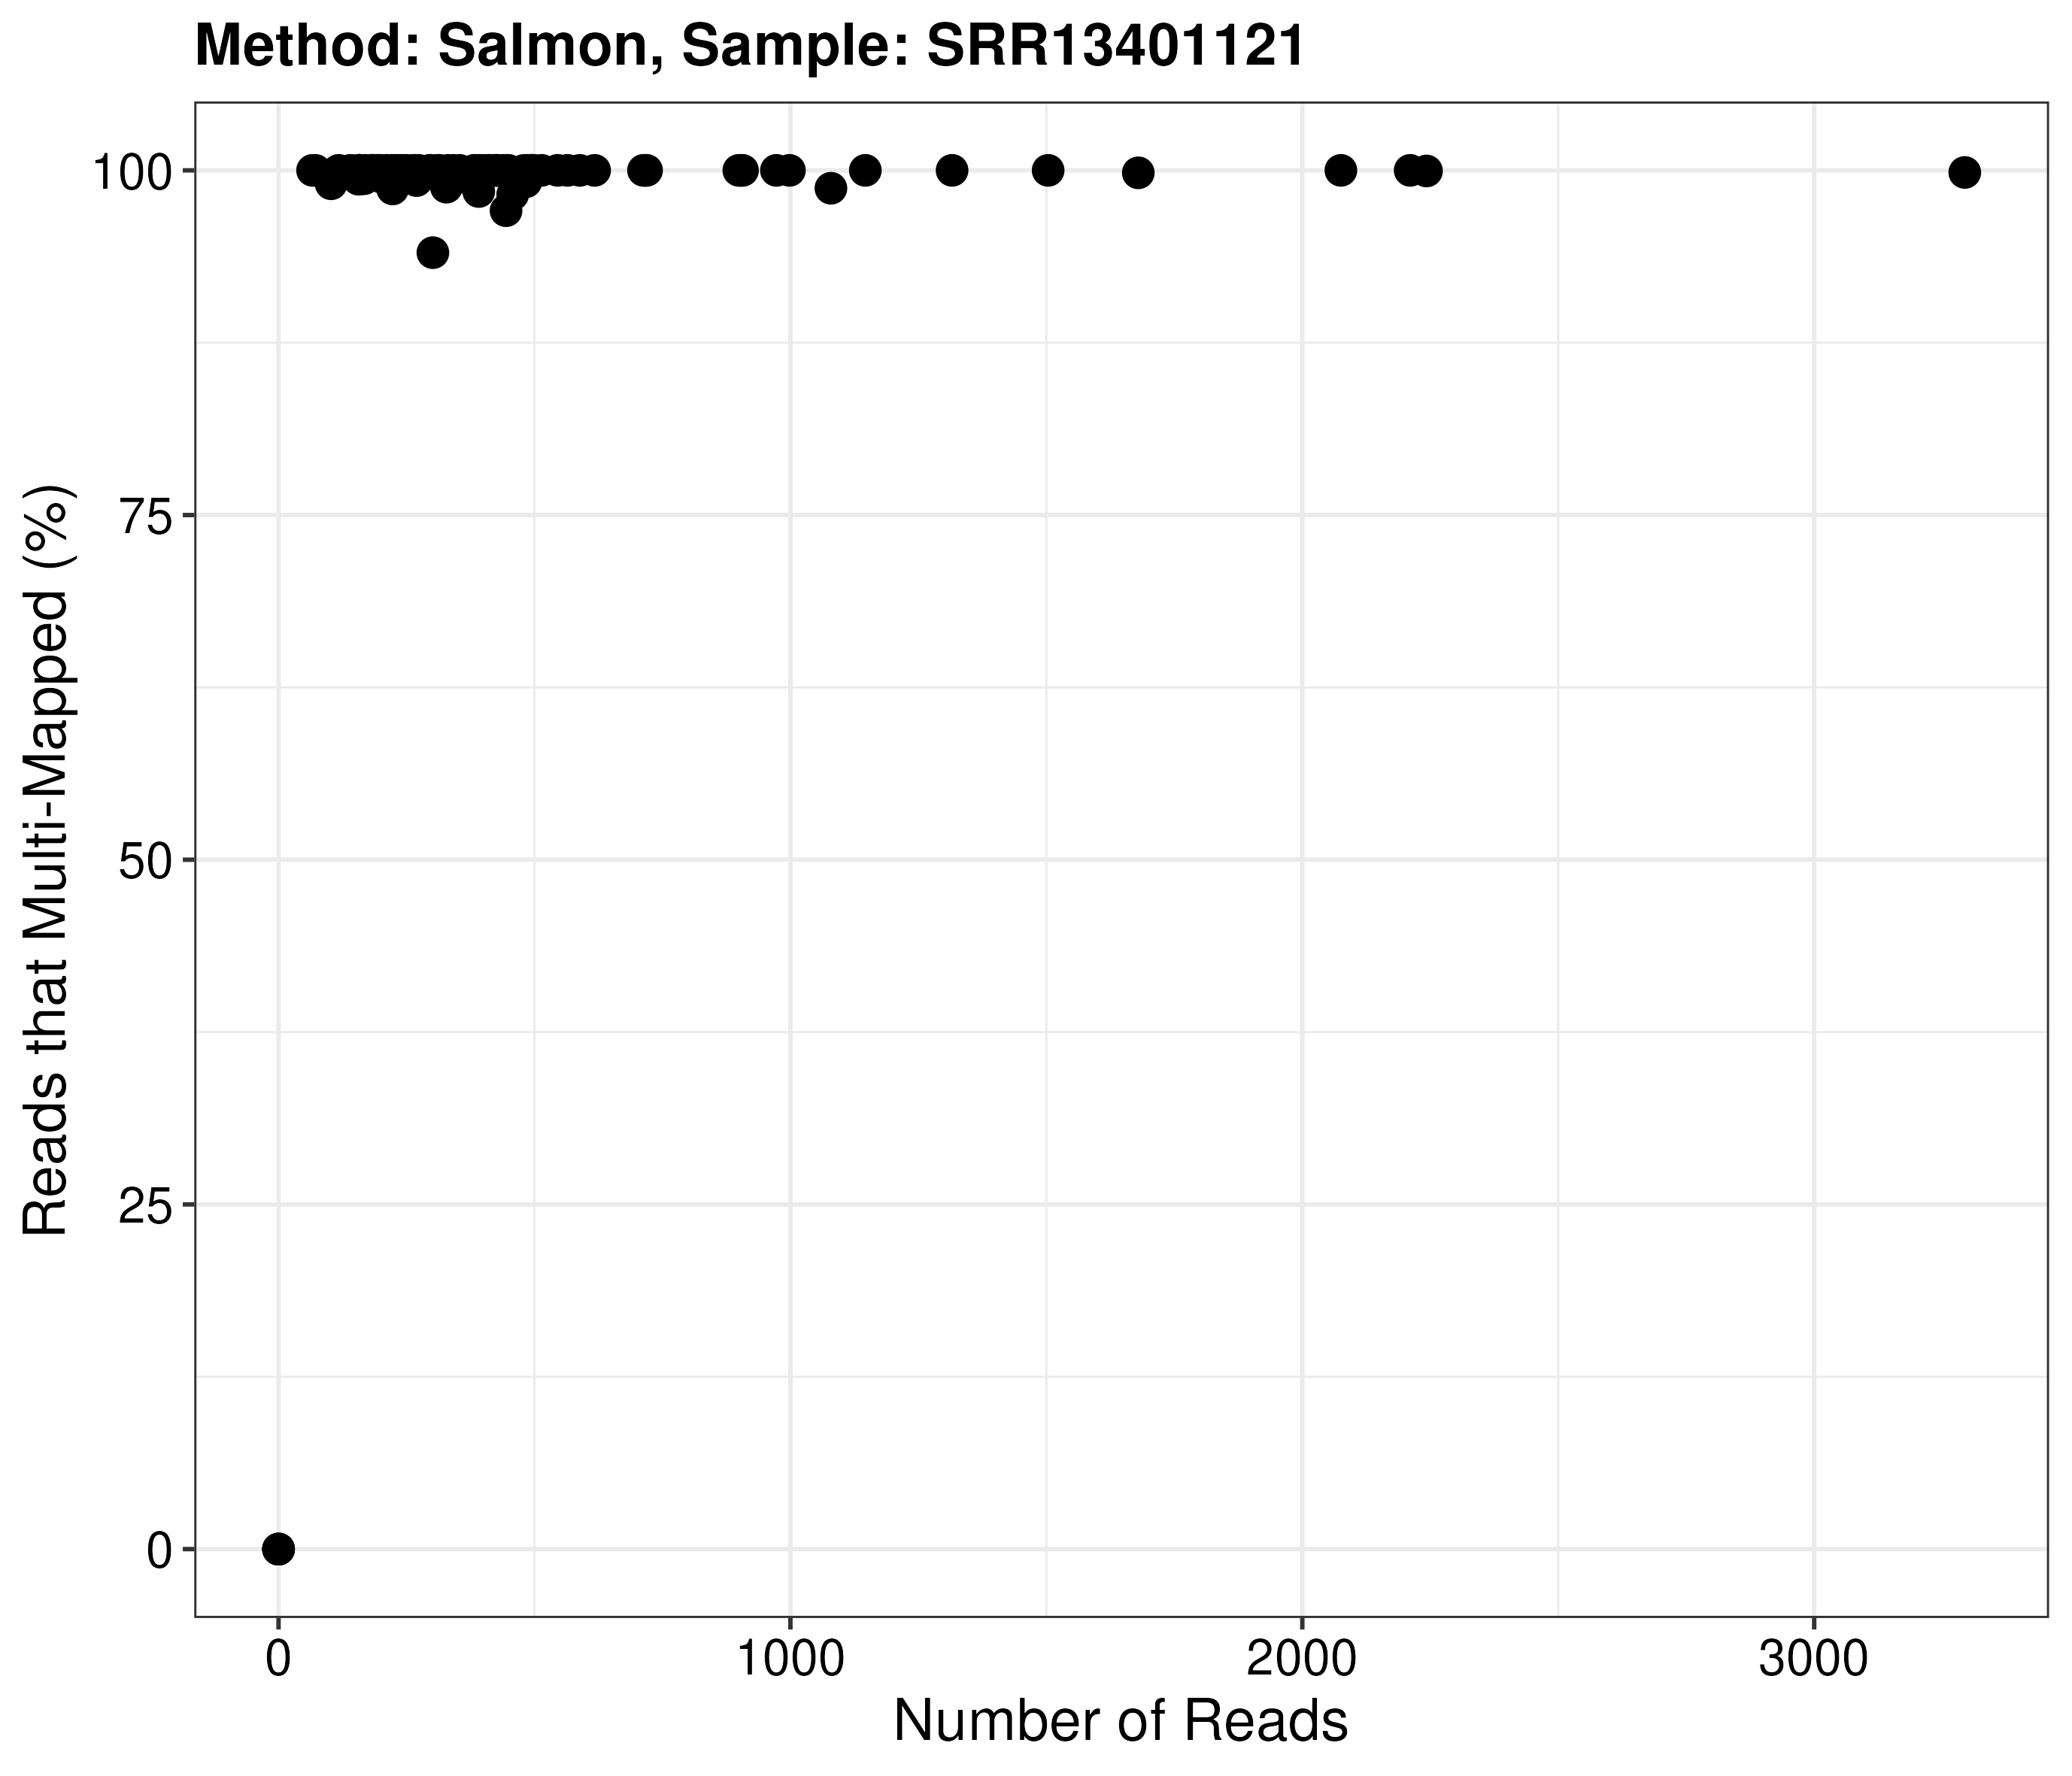 Method: Salmon, Sample: SRR13401121
Reads that Multi-Mapped (%)
100
75
50
25
0
0 1000 2000 3000
Number of Reads